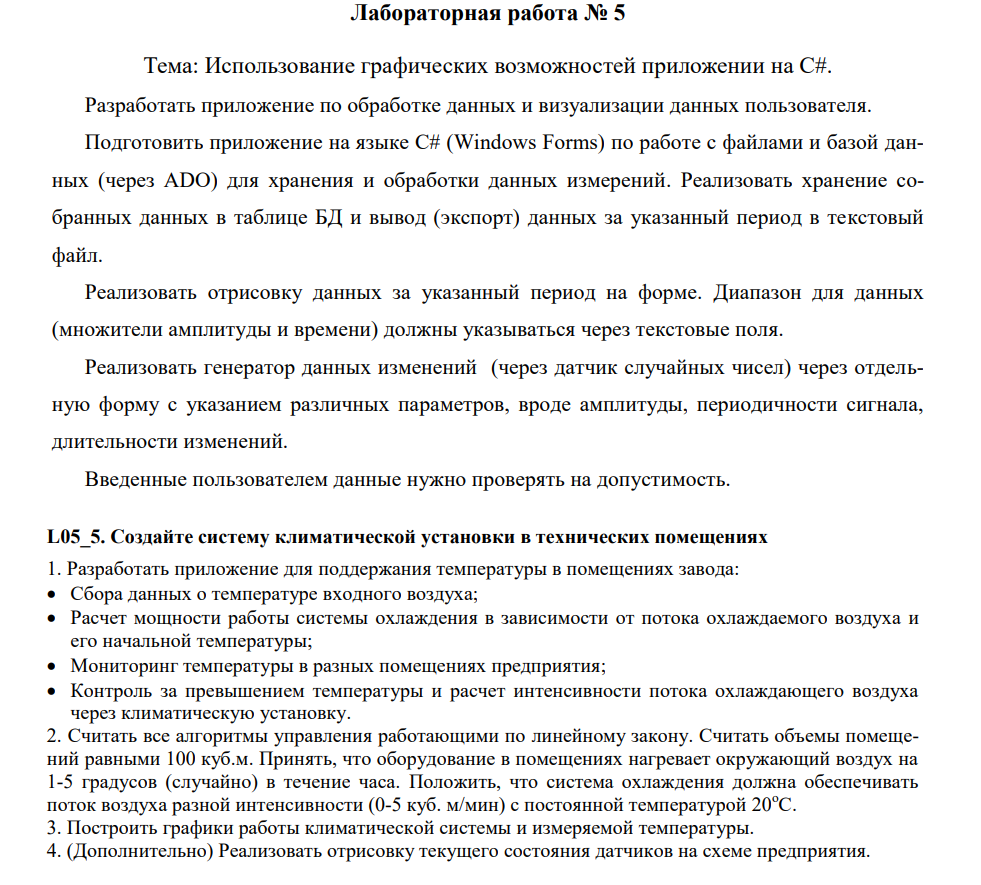 Лабораторная работа № 5
Тема: Использование графических возможностей приложении на C#.
Разработать приложение по обработке данных и визуализации данных пользователя.
Подготовить приложение на языке C# (Windows Forms) по работе с файлами и базой дан-
ных (через ADO) для хранения и обработки данных измерений. Реализовать хранение со-
бранных данных в таблице БД и вывод (экспорт) данных за указанный период в текстовый
файл.
Реализовать отрисовку данных за указанный период на форме. Диапазон для данных
(множители амплитуды и времени) должны указываться через текстовые поля.
Реализовать генератор данных изменений (через датчик случайных чисел) через отдель-
ную форму с указанием различных параметров, вроде амплитуды, периодичности сигнала,
длительности изменений.
Введенные пользователем данные нужно проверять на допустимость.
L05_5. Создайте систему климатической установки в технических помещениях
1. Разработать приложение для поддержания температуры в помещениях завода:
• Сбора данных о температуре входного воздуха;
• Расчет мощности работы системы охлаждения в зависимости от потока охлаждаемого воздуха и
его начальной температуры;
• Мониторинг температуры в разных помещениях предприятия;
• Контроль за превышением температуры и расчет интенсивности потока охлаждающего воздуха
через климатическую установку.
2. Считать все алгоритмы управления работающими по линейному закону. Считать объемы помеще-
ний равными 100 куб.м. Принять, что оборудование в помещениях нагревает окружающий воздух на
1-5 градусов (случайно) в течение часа. Положить, что система охлаждения должна обеспечивать
поток воздуха разной интенсивности (0-5 куб. м/мин) с постоянной температурой 20°С.
3. Построить графики работы климатической системы и измеряемой температуры.
4. (Дополнительно) Реализовать отрисовку текущего состояния датчиков на схеме предприятия.